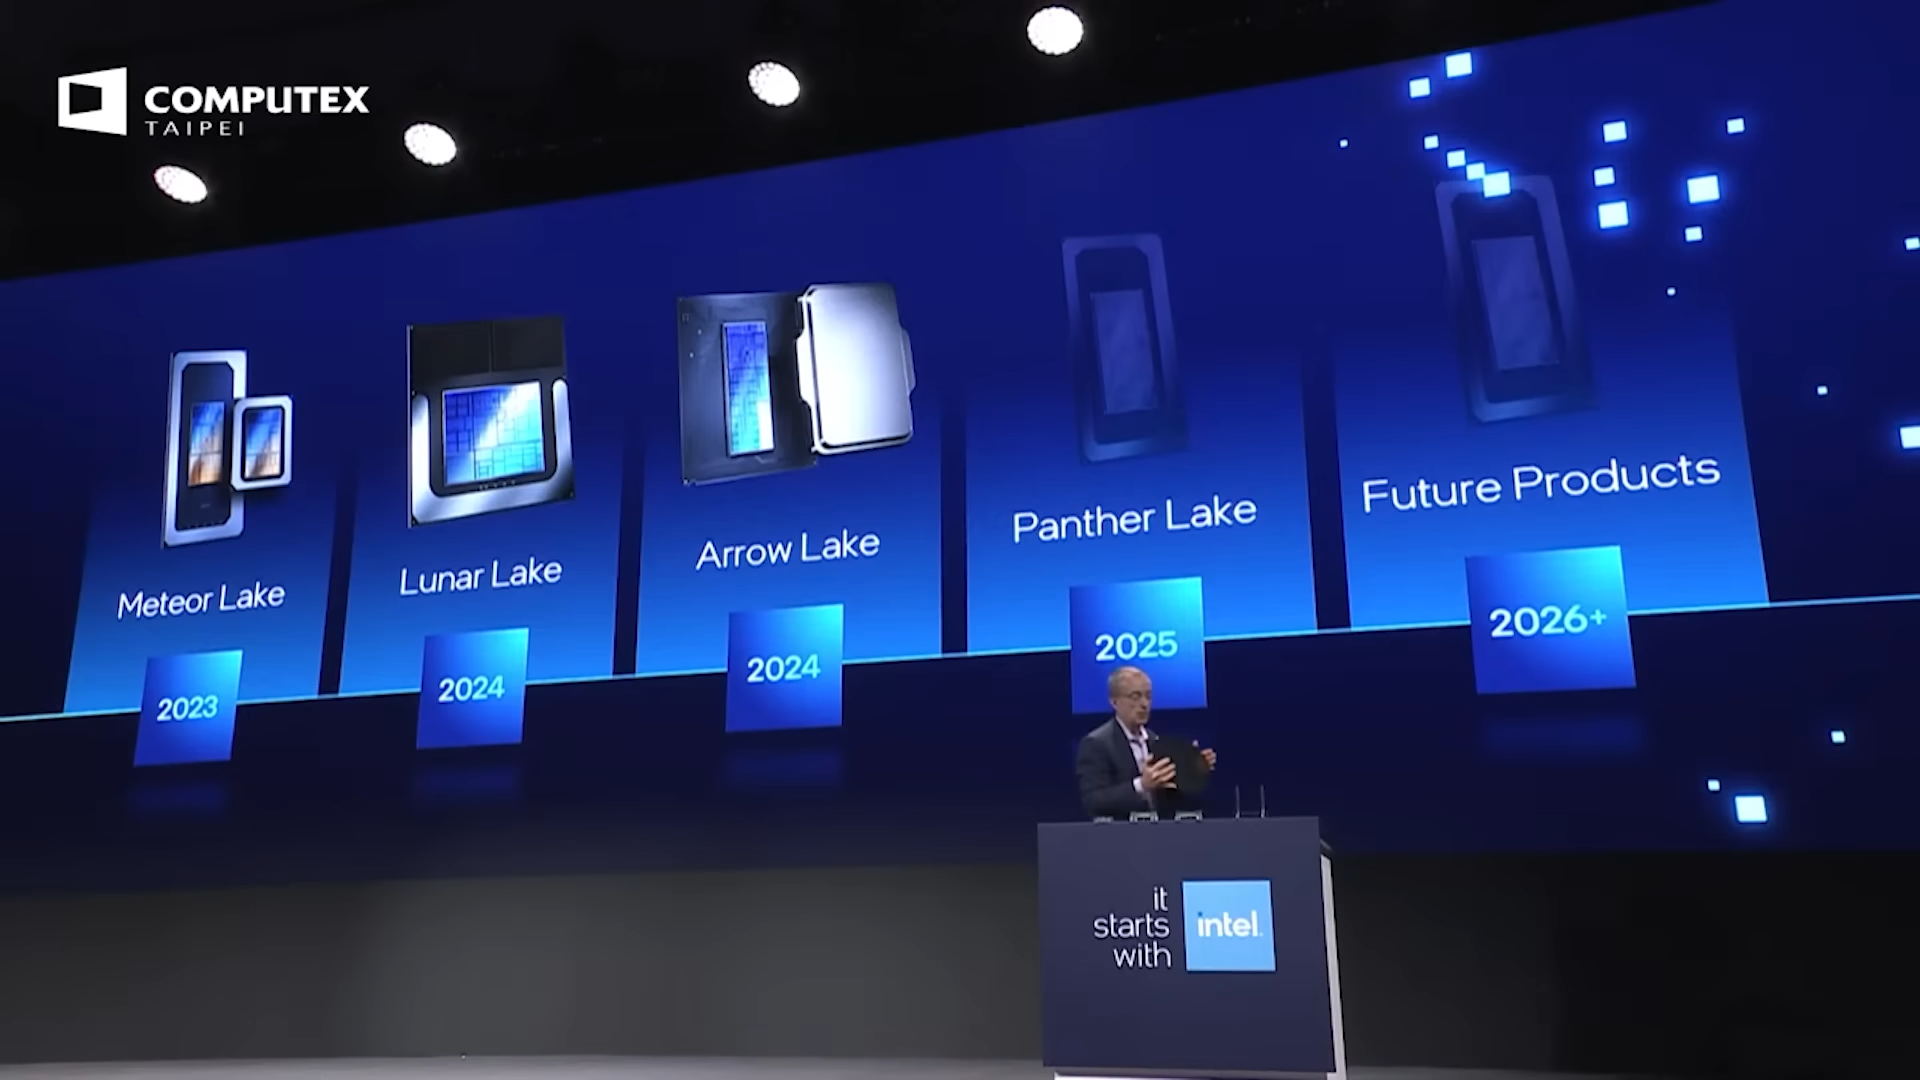 COMPUTEX
TAIPEI
Meteor Lake
Lunar Lake
Arrow Lake
Panther Lake
Future Products
2023
2024
2024
2025
2026+
it
starts
with
intel.